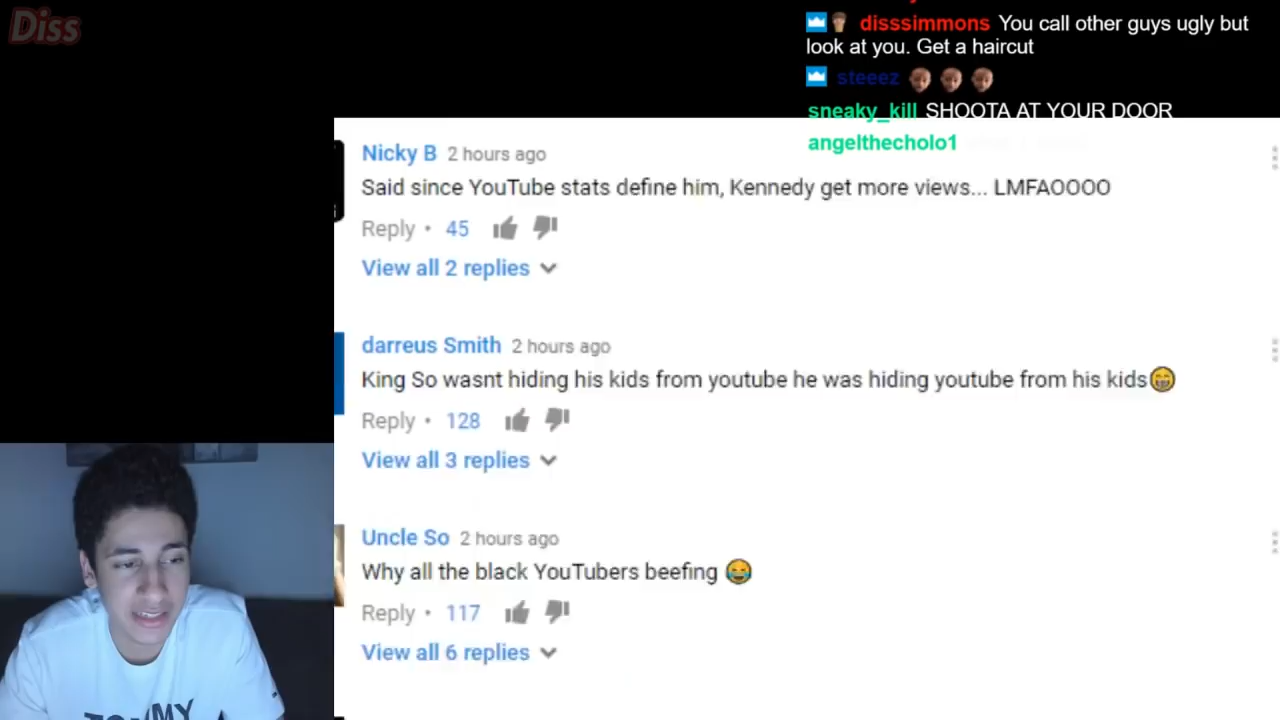 Diss
disssimmons You call other guys ugly but
look at you. Get a haircut
steeez
sneaky_kill SHOOTA AT YOUR DOOR
angelthecholo1
Nicky B 2 hours ago
Said since YouTube stats define him, Kennedy get more views... LMFAOOOO
Reply • 45
View all 2 replies
darreus Smith 2 hours ago
King So wasnt hiding his kids from youtube he was hiding youtube from his kids😁
Reply • 128
View all 3 replies
Uncle So 2 hours ago
Why all the black YouTubers beefing 😂
Reply • 117
View all 6 replies
TOMMY